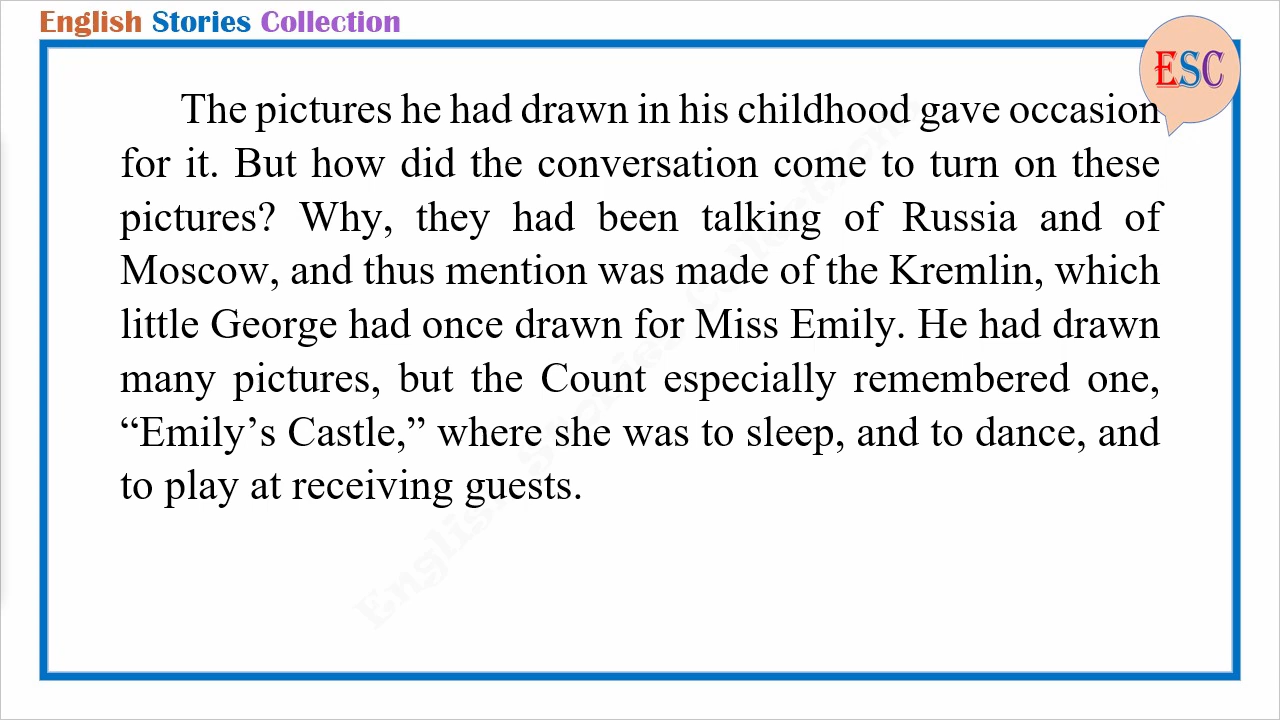 English Stories Collection
ESC
The pictures he had drawn in his childhood gave occasion
for it. But how did the conversation come to turn on these
pictures? Why, they had been talking of Russia and of
Moscow, and thus mention was made of the Kremlin, which
little George had once drawn for Miss Emily. He had drawn
many pictures, but the Count especially remembered one,
“Emily’s Castle,” where she was to sleep, and to dance, and
to play at receiving guests.
English Stories Collections